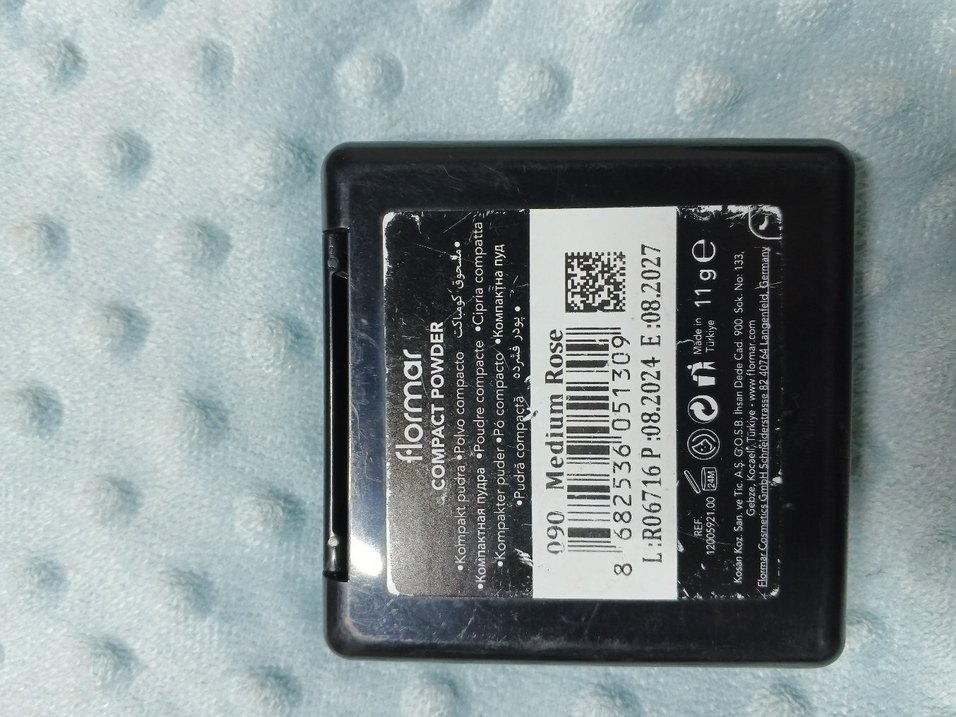 flormar
COMPACT POWDER
•Kompakt pudra •Polvo compacto مسحوق كومباكت•
•Компактная пудра •Poudre compacte •Cipria compatta
•Kompakter puder •Pó compacto •Компактна пуд
•Pudră compactă پودر فشرده •
090 Medium Rose
8 682536 051309
L:R06716 P:08.2024 E:08.2027
REF.
12005921.00
24M
Made in
Türkiye
11 g e
Kosan Koz. San. ve Tic. A.Ş. G.O.S.B. İhsan Dede Cad. 900. Sok. No: 133,
Gebze, Kocaeli, Türkiye - www.flormar.com
Flormar Cosmetics GmbH Schneiderstrasse 82 40764 Langenfeld, Germany